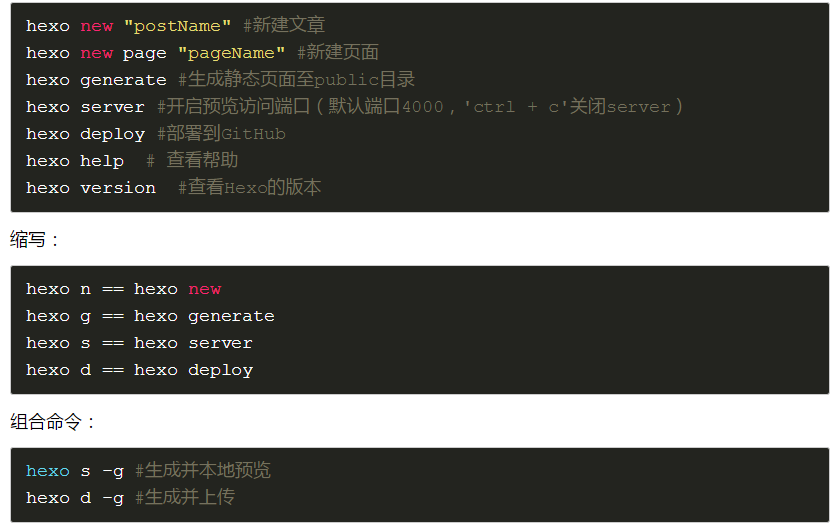 hexo new "postName" #新建文章
hexo new page "pageName" #新建页面
hexo generate #生成静态页面至public目录
hexo server #开启预览访问端口（默认端口4000，'ctrl + c'关闭server）
hexo deploy #部署到GitHub
hexo help  # 查看帮助
hexo version  #查看Hexo的版本
缩写：
hexo n == hexo new
hexo g == hexo generate
hexo s == hexo server
hexo d == hexo deploy
组合命令：
hexo s -g #生成并本地预览
hexo d -g #生成并上传